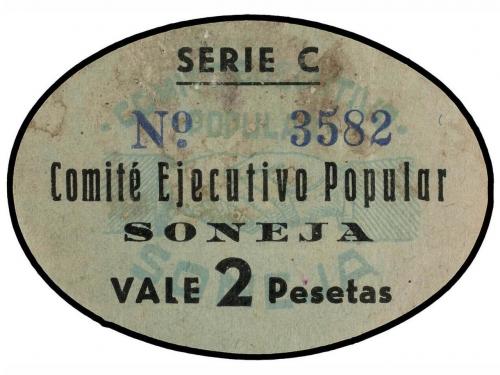 SERIE C
Nº 3582
Comité Ejecutivo Popular
SONEJA
VALE 2 Pesetas